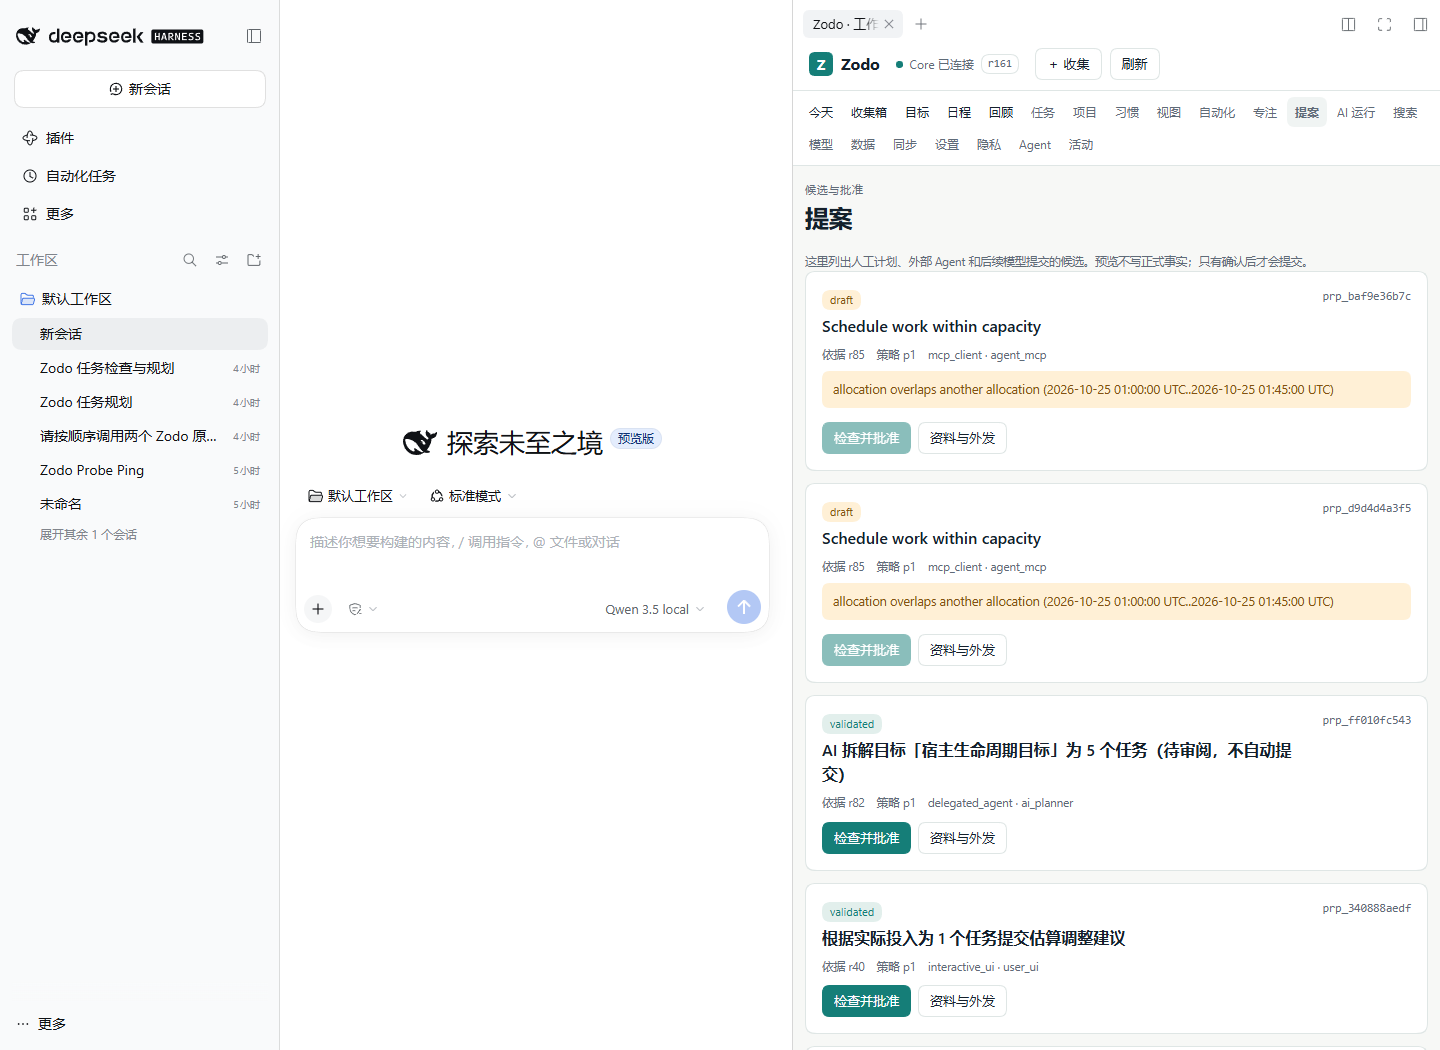 deepseek HARNESS
新会话
插件
自动化任务
更多
工作区
默认工作区
新会话
Zodo 任务检查与规划 4小时
Zodo 任务规划 4小时
请按顺序调用两个 Zodo 原... 4小时
Zodo Probe Ping 5小时
未命名 5小时
展开其余 1 个会话
更多
探索未至之境 预览版
默认工作区 标准模式
描述你想要构建的内容, / 调用指令, @ 文件或对话
Qwen 3.5 local
Zodo · 工作
Z Zodo Core 已连接 r161 + 收集 刷新
今天 收集箱 目标 日程 回顾 任务 项目 习惯 视图 自动化 专注 提案 AI 运行 搜索
模型 数据 同步 设置 隐私 Agent 活动
候选与批准
提案
这里列出人工计划、外部 Agent 和后续模型提交的候选。预览不写正式事实；只有确认后才会提交。
draft prp_baf9e36b7c
Schedule work within capacity
依据 r85 策略 p1 mcp_client · agent_mcp
allocation overlaps another allocation (2026-10-25 01:00:00 UTC..2026-10-25 01:45:00 UTC)
检查并批准 资料与外发
draft prp_d9d4d4a3f5
Schedule work within capacity
依据 r85 策略 p1 mcp_client · agent_mcp
allocation overlaps another allocation (2026-10-25 01:00:00 UTC..2026-10-25 01:45:00 UTC)
检查并批准 资料与外发
validated prp_ff010fc543
AI 拆解目标「宿主生命周期目标」为 5 个任务（待审阅，不自动提
交）
依据 r82 策略 p1 delegated_agent · ai_planner
检查并批准 资料与外发
validated prp_340888aedf
根据实际投入为 1 个任务提交估算调整建议
依据 r40 策略 p1 interactive_ui · user_ui
检查并批准 资料与外发